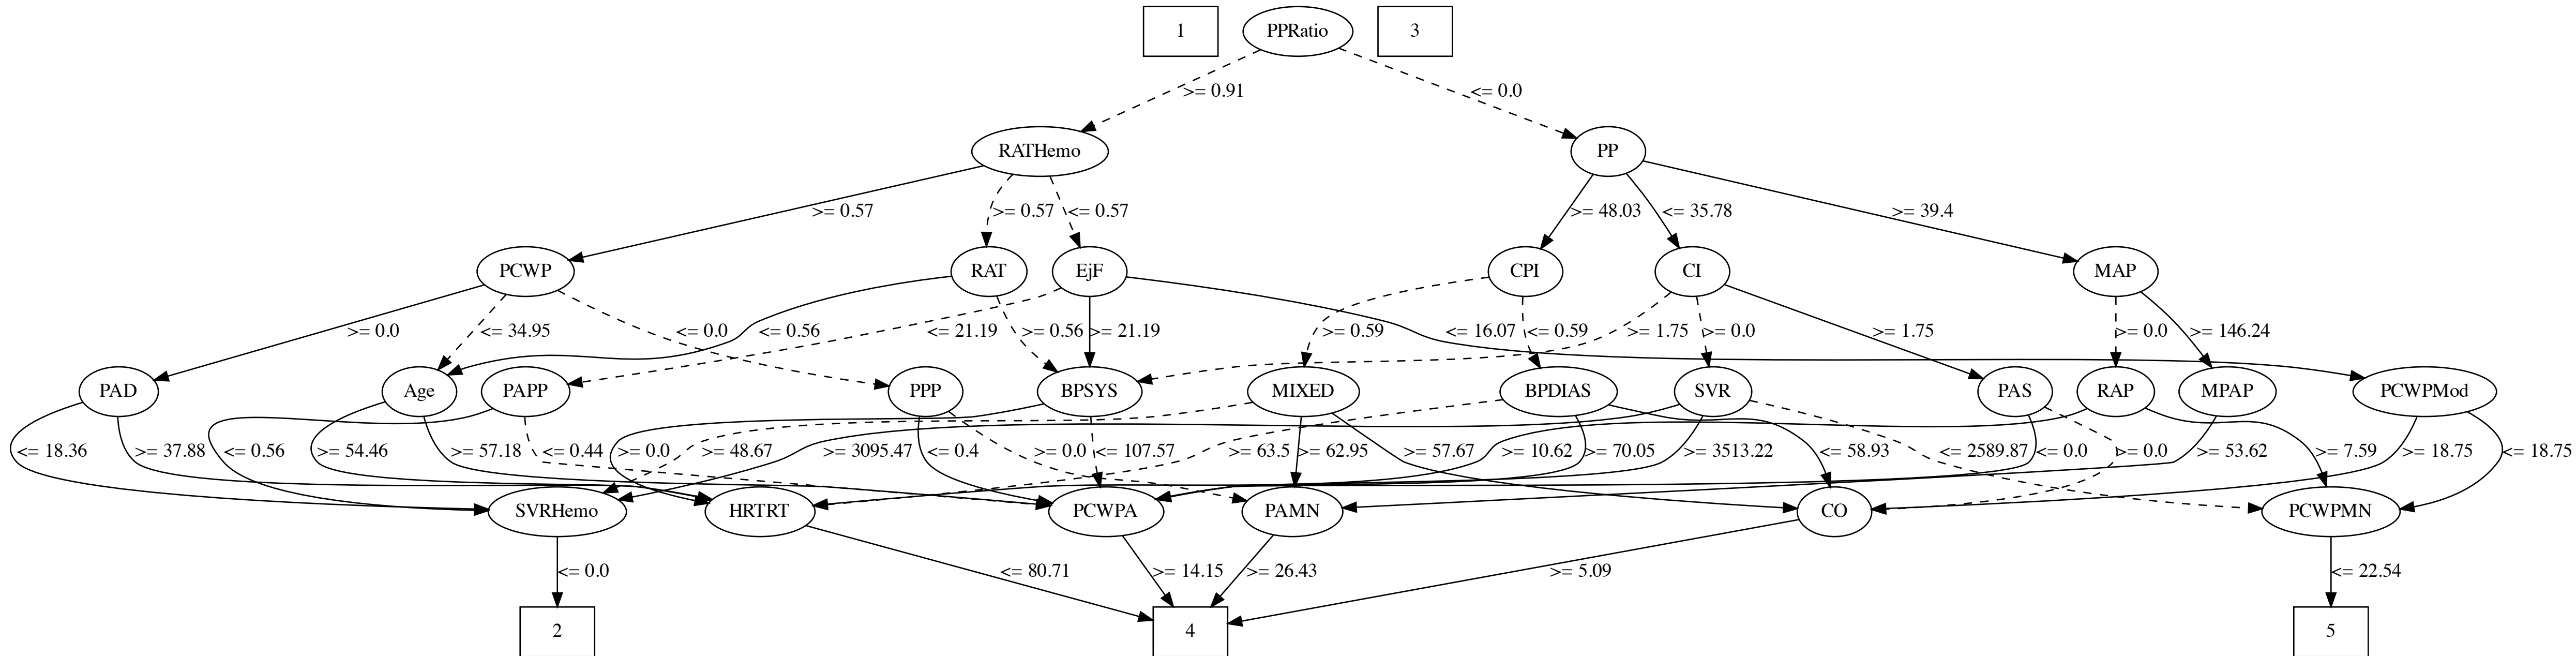 1 PPRatio 3
>= 0.91 <= 0.0
RATHemo PP
>= 0.57 >= 0.57 <= 0.57 >= 48.03 <= 35.78 >= 39.4
PCWP RAT EjF CPI CI MAP
>= 0.0 <= 34.95 <= 0.0 <= 0.56 <= 21.19 >= 0.56 >= 21.19 >= 0.59 <= 16.07 <= 0.59 >= 1.75 >= 0.0 >= 1.75 >= 0.0 >= 146.24
PAD Age PAPP PPP BPSYS MIXED BPDIAS SVR PAS RAP MPAP PCWPMod
<= 18.36 >= 37.88 <= 0.56 >= 54.46 >= 57.18 <= 0.44 >= 0.0 >= 48.67 >= 3095.47 <= 0.4 >= 0.0 <= 107.57 >= 63.5 >= 62.95 >= 57.67 >= 10.62 >= 70.05 >= 3513.22 <= 58.93 <= 2589.87 <= 0.0 >= 0.0 >= 53.62 >= 7.59 >= 18.75 <= 18.75
SVRHemo HRTRT PCWPA PAMN CO PCWPMN
<= 0.0 <= 80.71 >= 14.15 >= 26.43 >= 5.09 <= 22.54
2 4 5